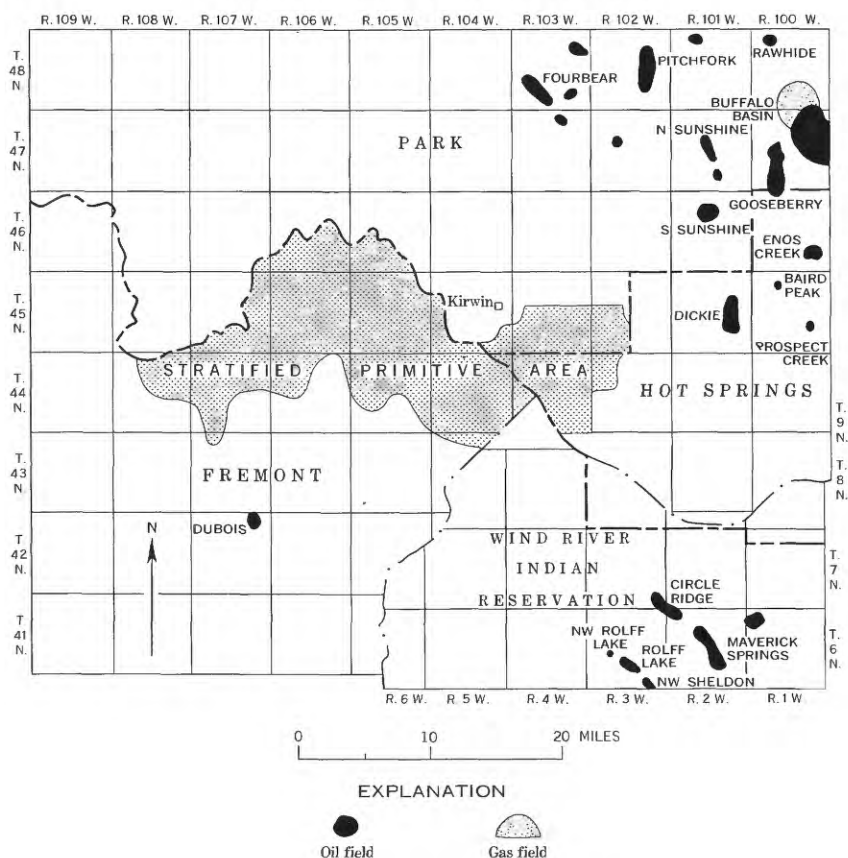 R. 109 W. R. 108 W. R. 107 W. R. 106 W. R. 105 W. R. 104 W. R. 103 W. R. 102 W. R. 101 W. R. 100 W.
T. 48 N.
FOURBEAR
PITCHFORK
RAWHIDE
BUFFALO BASIN
T. 47 N.
PARK
N SUNSHINE
GOOSEBERRY
T. 46 N.
S SUNSHINE
ENOS CREEK
T. 45 N.
Kirwin
BAIRD PEAK
DICKIE
PROSPECT CREEK
T. 44 N.
STRATIFIED PRIMITIVE AREA
HOT SPRINGS
T. 9 N.
T. 43 N.
FREMONT
T. 8 N.
N
DUBOIS
T. 42 N.
WIND RIVER
INDIAN
RESERVATION
T. 7 N.
CIRCLE RIDGE
T. 41 N.
NW ROLFF LAKE
ROLFF LAKE
MAVERICK SPRINGS
T. 6 N.
NW SHELDON
R. 6 W. R. 5 W. R. 4 W. R. 3 W. R. 2 W. R. 1 W.
0 10 20 MILES
EXPLANATION
Oil field Gas field